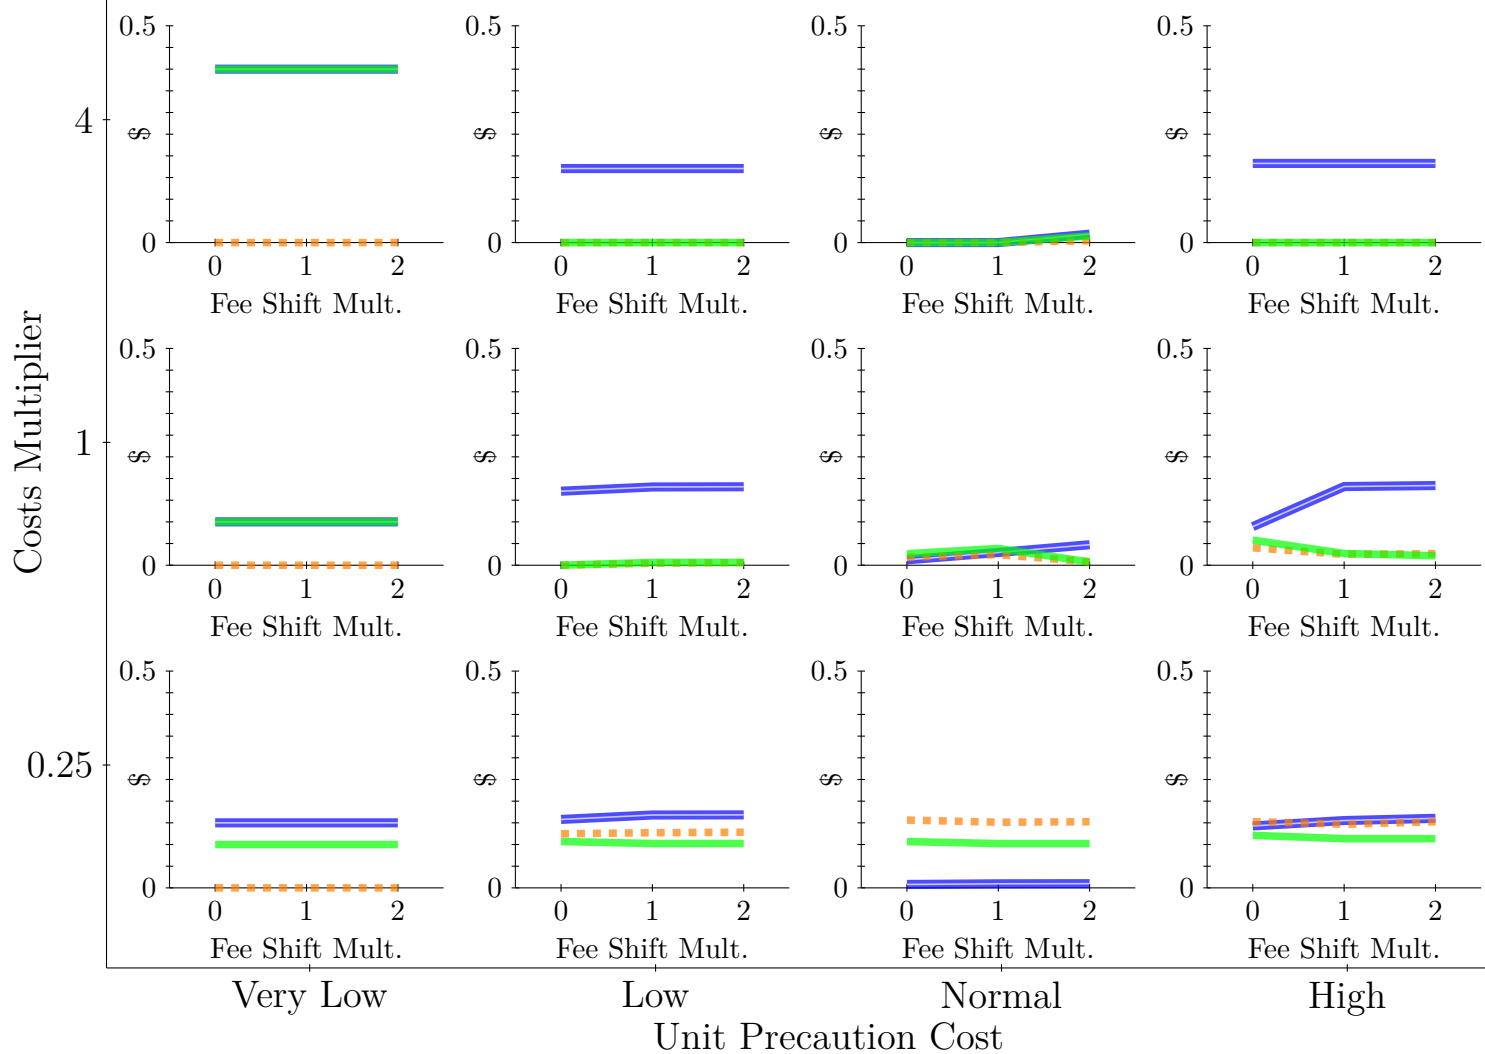 0.5 0.5 0.5 0.5
4 $ $ $ $
0 0 0 0
0 1 2 0 1 2 0 1 2 0 1 2
Fee Shift Mult. Fee Shift Mult. Fee Shift Mult. Fee Shift Mult.
Costs Multiplier
0.5 0.5 0.5 0.5
1 $ $ $ $
0 0 0 0
0 1 2 0 1 2 0 1 2 0 1 2
Fee Shift Mult. Fee Shift Mult. Fee Shift Mult. Fee Shift Mult.
0.5 0.5 0.5 0.5
0.25 $ $ $ $
0 0 0 0
0 1 2 0 1 2 0 1 2 0 1 2
Fee Shift Mult. Fee Shift Mult. Fee Shift Mult. Fee Shift Mult.
Very Low Low Normal High
Unit Precaution Cost